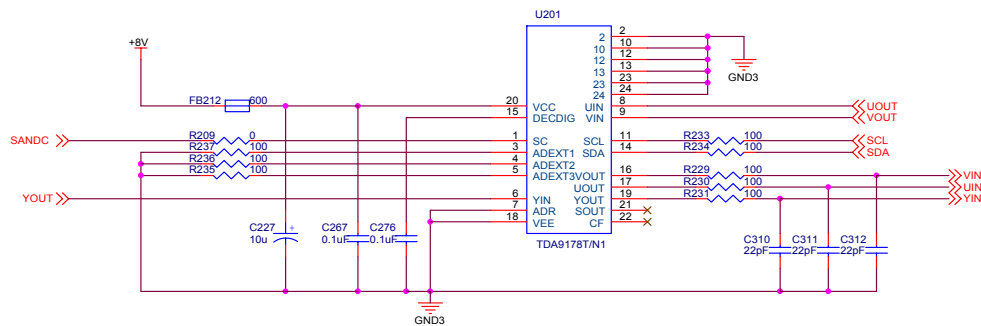 U201
+8V
2 2
10 10
12 12
13 13
23 23
24 24
GND3
FB212 600
20 VCC UIN 8 UOUT
15 DECDIG VIN 9 VOUT
SANDC R209 0 1 SC SCL 11 R233 100 SCL
R237 100 3 ADEXT1 SDA 14 R234 100 SDA
R236 100 4 ADEXT2
R235 100 5 ADEXT3 VOUT 16 R229 100 VIN
UOUT 17 R230 100 UIN
YOUT 6 YIN YOUT 19 R231 100 YIN
7 ADR SOUT 21
18 VEE CF 22
C227 + 10u
C267 0.1uF
C276 0.1uF
TDA9178T/N1
C310 22pF
C311 22pF
C312 22pF
GND3